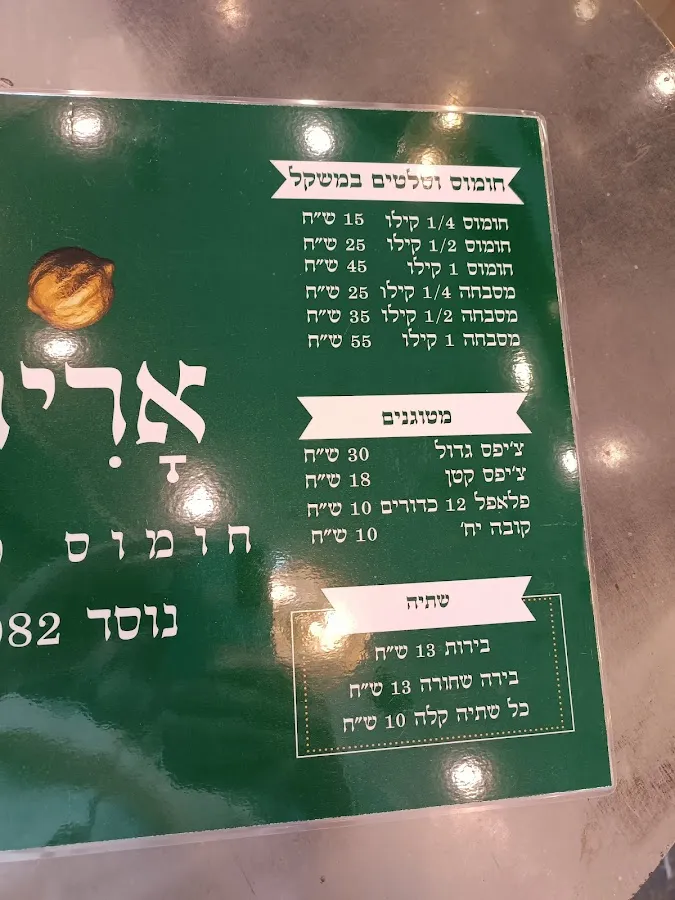 חומוס וסלטים במשקל
חומוס 1/4 קילו 15 ש״ח
חומוס 1/2 קילו 25 ש״ח
חומוס 1 קילו 45 ש״ח
מסבחה 1/4 קילו 25 ש״ח
מסבחה 1/2 קילו 35 ש״ח
מסבחה 1 קילו 55 ש״ח
מטוגנים
צ׳יפס גדול 30 ש״ח
צ׳יפס קטן 18 ש״ח
פלאפל 12 כדורים 10 ש״ח
קובה יח׳ 10 ש״ח
שתיה
בירות 13 ש״ח
בירה שחורה 13 ש״ח
כל שתיה קלה 10 ש״ח
חומוס
נוסד